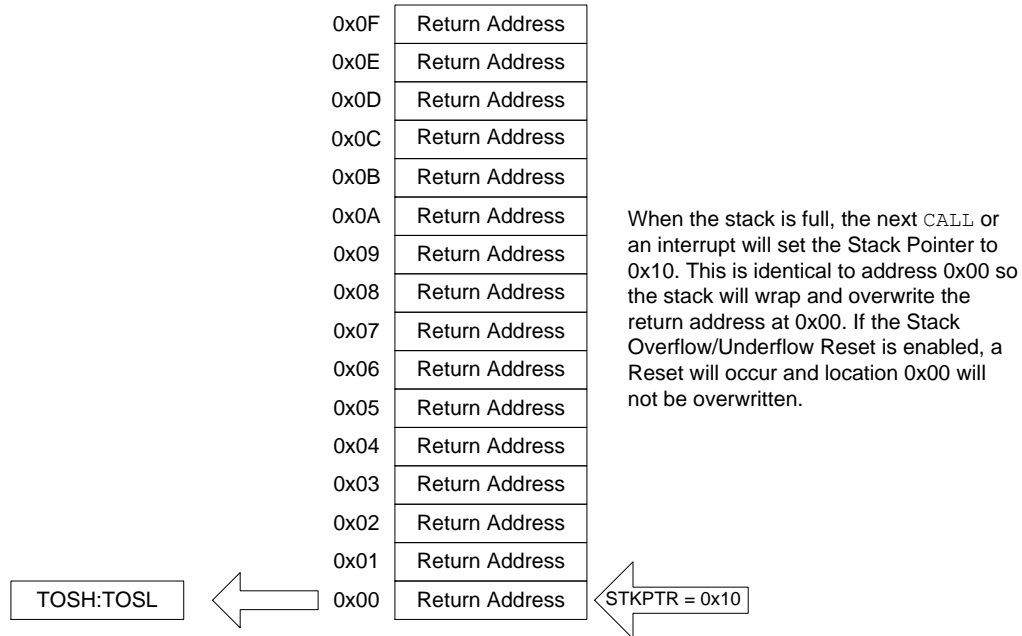 0x0F Return Address
0x0E Return Address
0x0D Return Address
0x0C Return Address
0x0B Return Address
0x0A Return Address
0x09 Return Address
0x08 Return Address
0x07 Return Address
0x06 Return Address
0x05 Return Address
0x04 Return Address
0x03 Return Address
0x02 Return Address
0x01 Return Address
TOSH:TOSL 0x00 Return Address STKPTR = 0x10
When the stack is full, the next CALL or
an interrupt will set the Stack Pointer to
0x10. This is identical to address 0x00 so
the stack will wrap and overwrite the
return address at 0x00. If the Stack
Overflow/Underflow Reset is enabled, a
Reset will occur and location 0x00 will
not be overwritten.